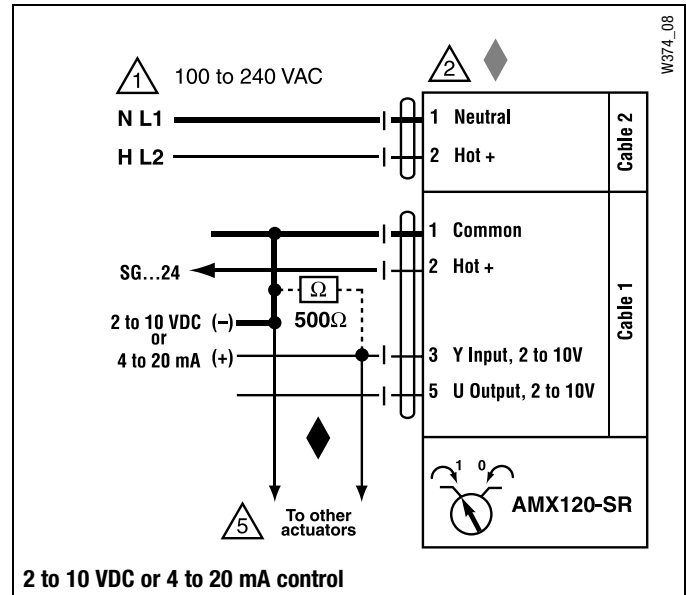 W374_08
1 100 to 240 VAC
2
N L1
1 Neutral
H L2
2 Hot +
Cable 2
1 Common
SG...24
2 Hot +
Ω
500Ω
2 to 10 VDC (–)
or
4 to 20 mA (+)
3 Y Input, 2 to 10V
5 U Output, 2 to 10V
Cable 1
1 0
AMX120-SR
5 To other
actuators
2 to 10 VDC or 4 to 20 mA control